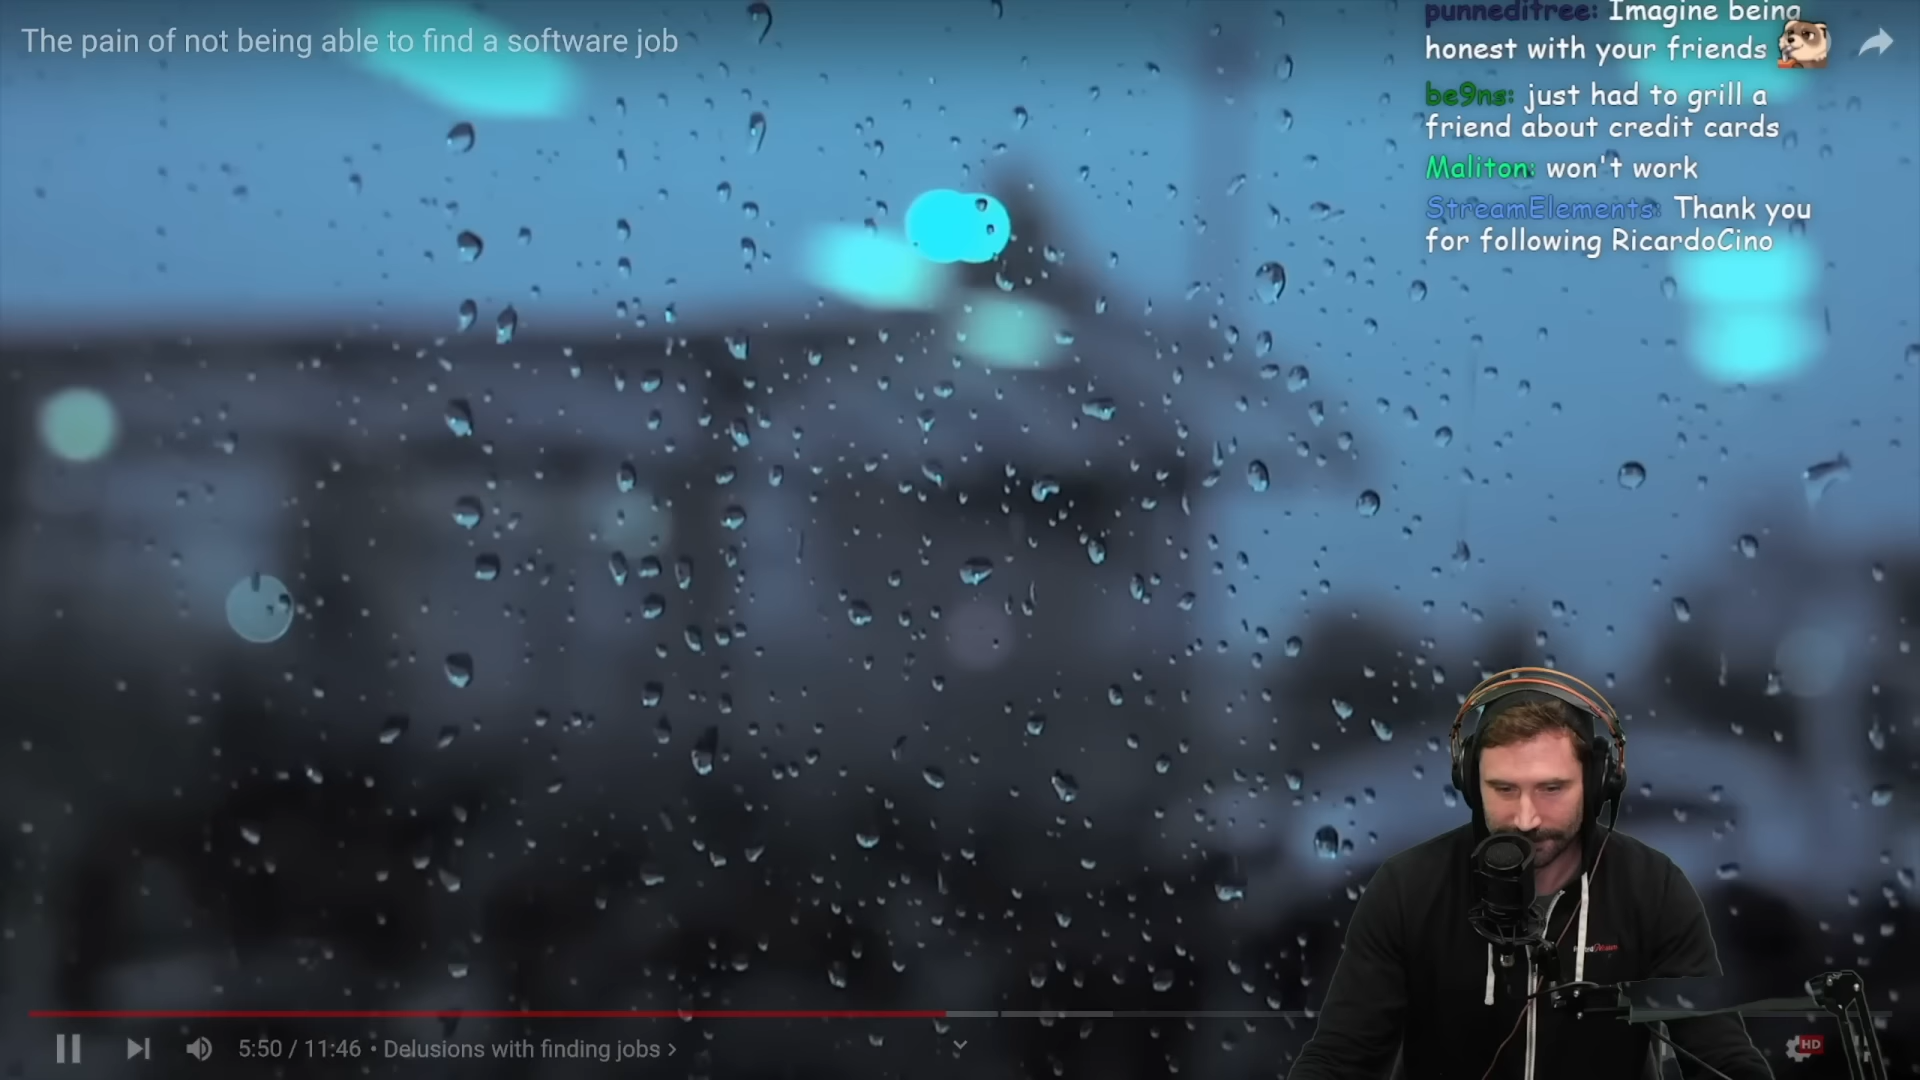 The pain of not being able to find a software job
punneditree: Imagine being
honest with your friends
be9ns: just had to grill a
friend about credit cards
Maliton: won't work
StreamElements: Thank you
for following RicardoCino
5:50 / 11:46 • Delusions with finding jobs
HD